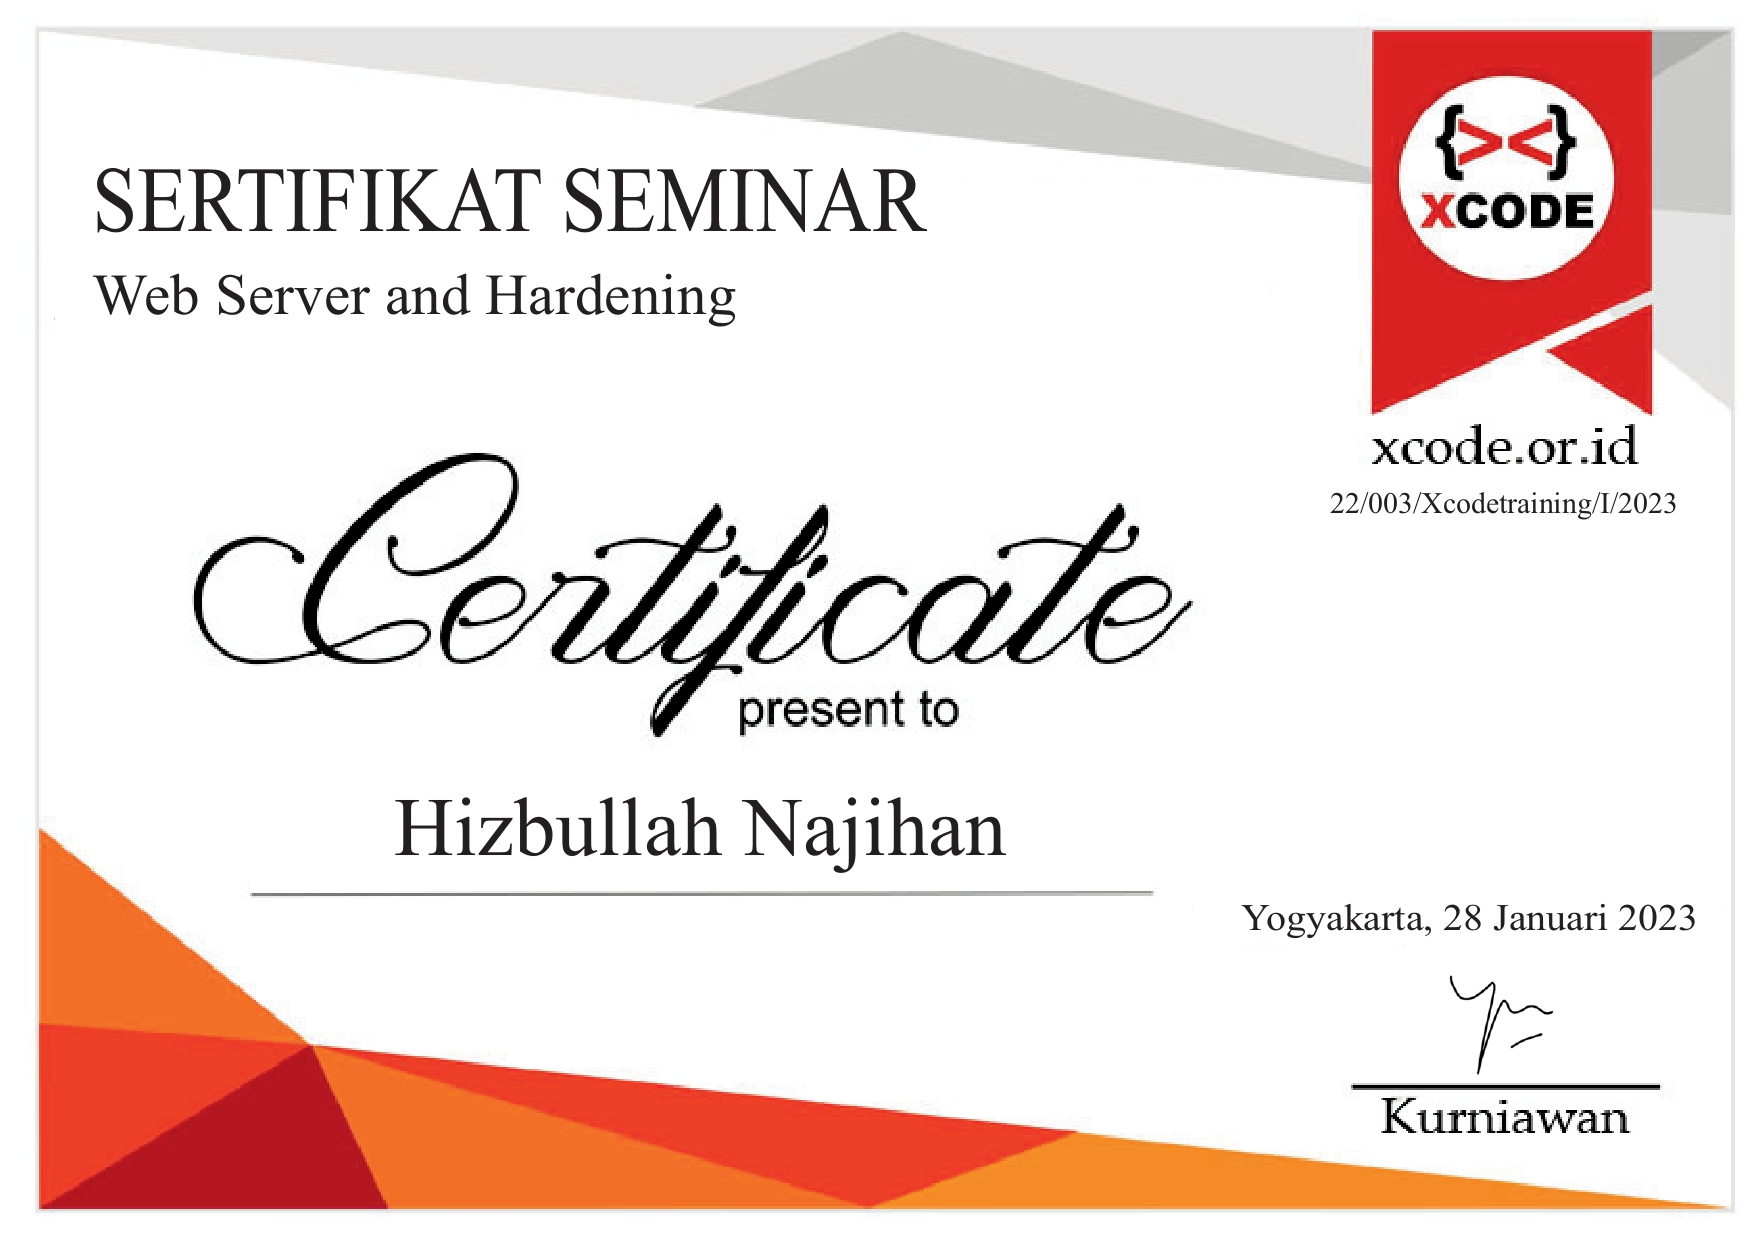 SERTIFIKAT SEMINAR
Web Server and Hardening
{><}
XCODE
xcode.or.id
22/003/Xcodetraining/I/2023
Certificate
present to
Hizbullah Najihan
Yogyakarta, 28 Januari 2023
Kurniawan